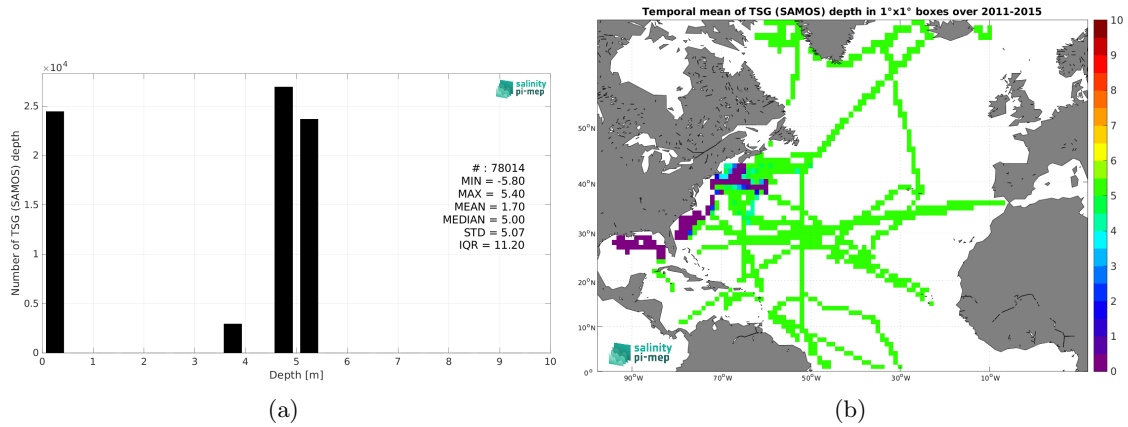 ×10⁴
2.5
2
1.5
1
0.5
0
Number of TSG (SAMOS) depth
0 1 2 3 4 5 6 7 8 9 10
Depth [m]
salinity
pi-mep
# : 78014
MIN = -5.80
MAX = 5.40
MEAN = 1.70
MEDIAN = 5.00
STD = 5.07
IQR = 11.20
(a)
Temporal mean of TSG (SAMOS) depth in 1°x1° boxes over 2011-2015
50°N
40°N
30°N
20°N
10°N
0°
90°W 70°W 50°W 30°W 10°W
salinity
pi-mep
10
9
8
7
6
5
4
3
2
1
0
(b)